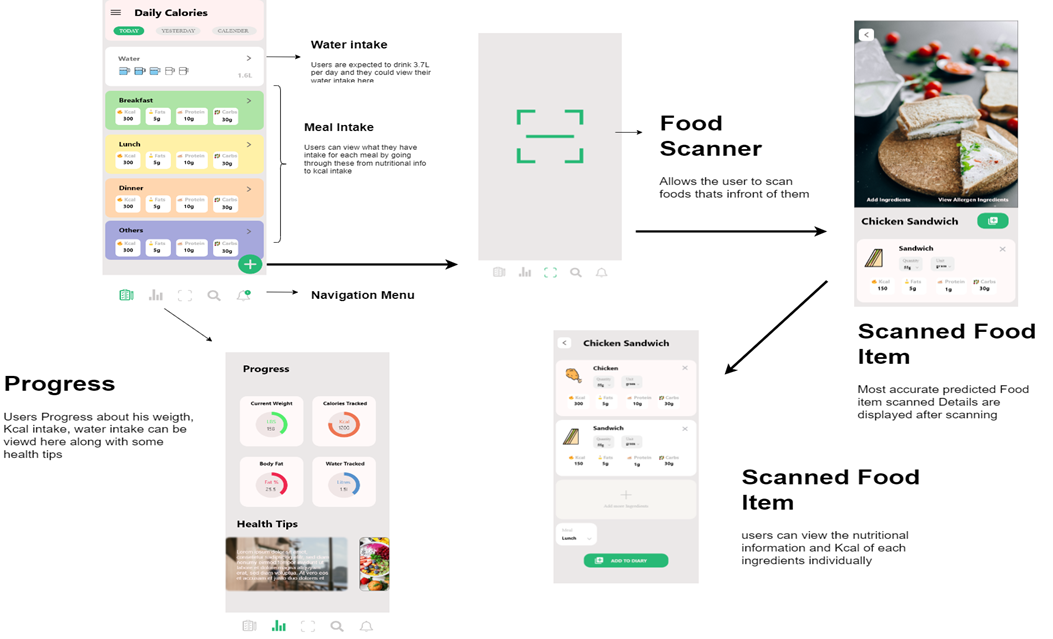 Daily Calories
TODAY
YESTERDAY
CALENDER
Water
1.6L
Breakfast
Kcal Fats Protein Carbs
300 5g 10g 30g
Lunch
Kcal Fats Protein Carbs
300 5g 10g 30g
Dinner
Kcal Fats Protein Carbs
300 5g 10g 30g
Others
Kcal Fats Protein Carbs
300 5g 10g 30g
Water intake
Users are expected to drink 3.7L
per day and they could view their
water intake here
Meal Intake
Users can view what they have
intake for each meal by going
through these from nutritional info
to kcal intake
Navigation Menu
Food
Scanner
Allows the user to scan
foods thats infront of them
Add Ingredients
View Allergen Ingredients
Chicken Sandwich
Sandwich
Kcal Fats Protein Carbs
150 5g 1g 30g
Scanned Food
Item
Most accurate predicted Food
item scanned Details are
displayed after scanning
Progress
Users Progress about his weigth,
Kcal intake, water intake can be
viewd here along with some
health tips
Progress
Current Weight
Calories Tracked
Kcal
Body Fat
Water Tracked
Fat %
Health Tips
Chicken Sandwich
Chicken
Kcal Fats Protein Carbs
300 5g 10g 30g
Sandwich
Kcal Fats Protein Carbs
150 5g 1g 30g
Meal
Lunch
ADD TO DIARY
Scanned Food
Item
users can view the nutritional
information and Kcal of each
ingredients individually